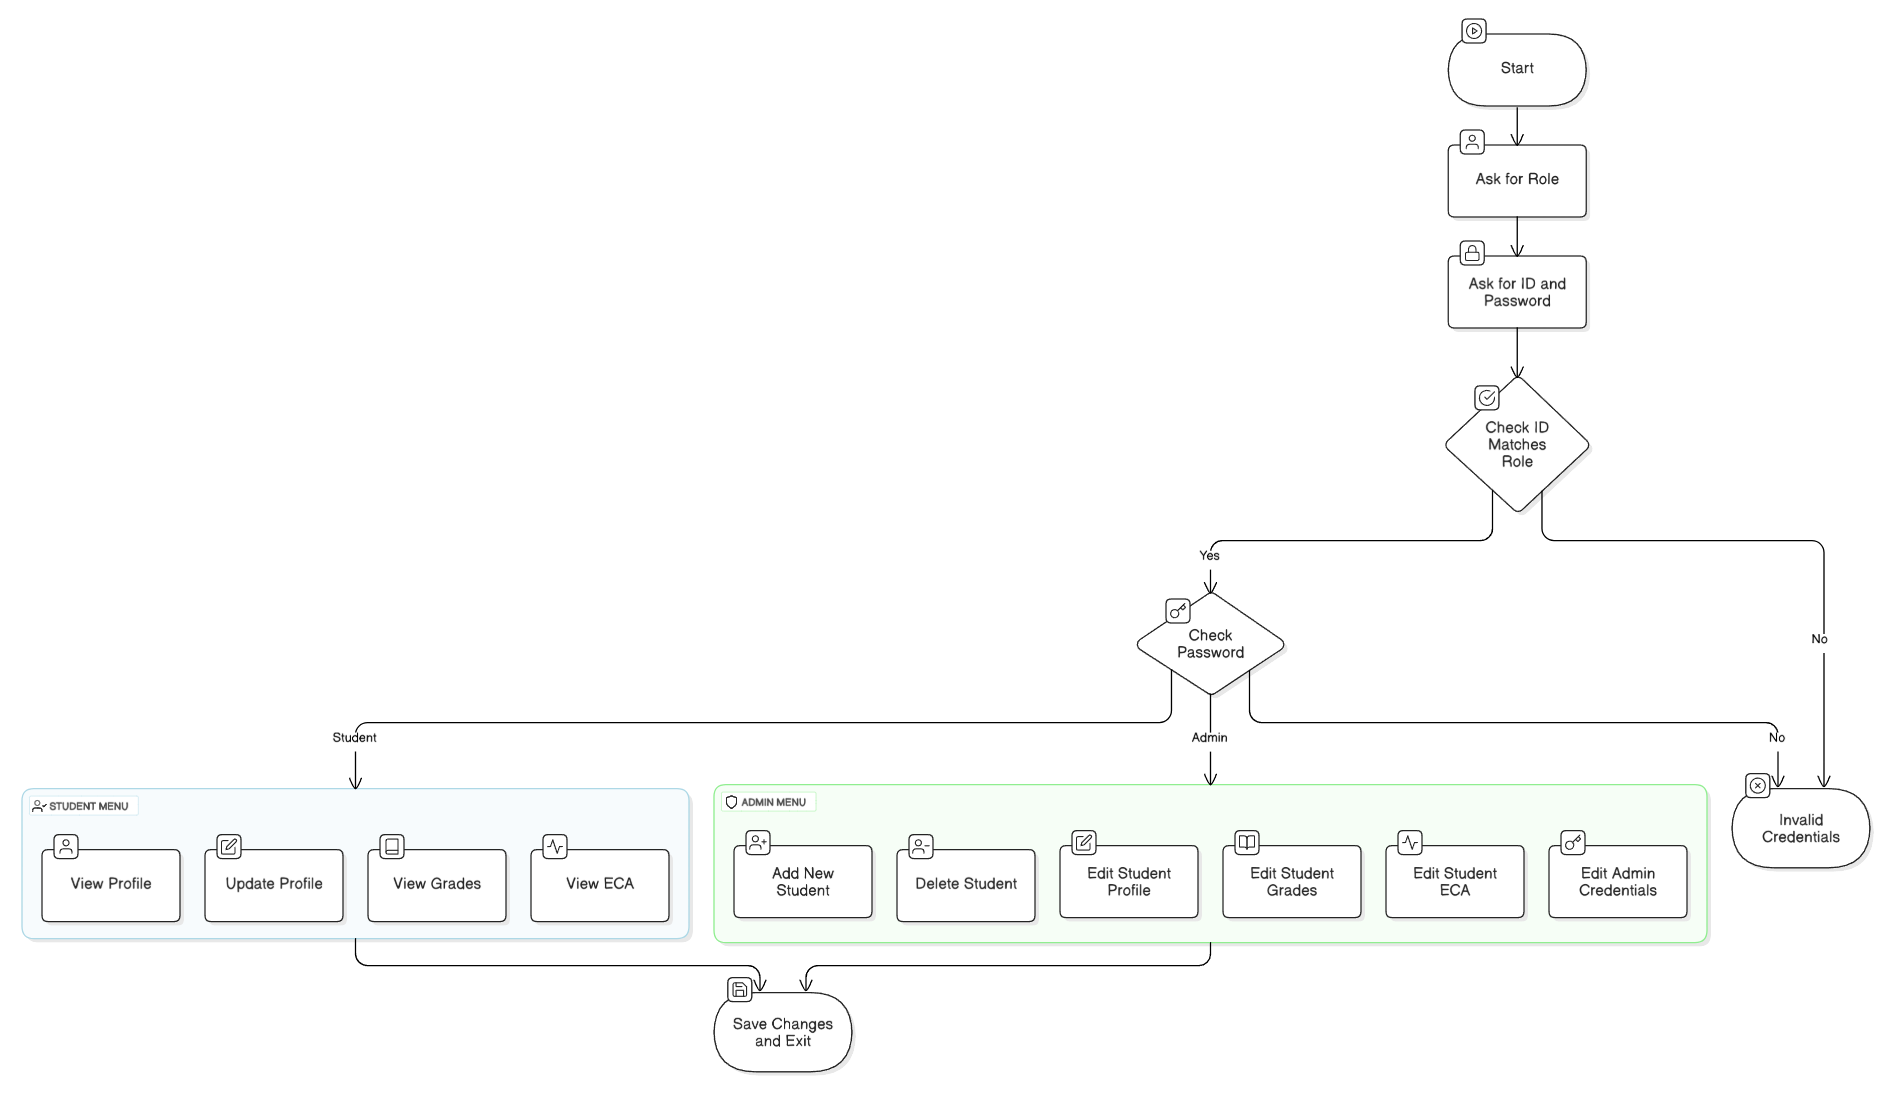 Start
Ask for Role
Ask for ID and
Password
Check ID
Matches
Role
Yes
No
Check
Password
Student
Admin
No
STUDENT MENU
View Profile
Update Profile
View Grades
View ECA
ADMIN MENU
Add New
Student
Delete Student
Edit Student
Profile
Edit Student
Grades
Edit Student
ECA
Edit Admin
Credentials
Invalid
Credentials
Save Changes
and Exit